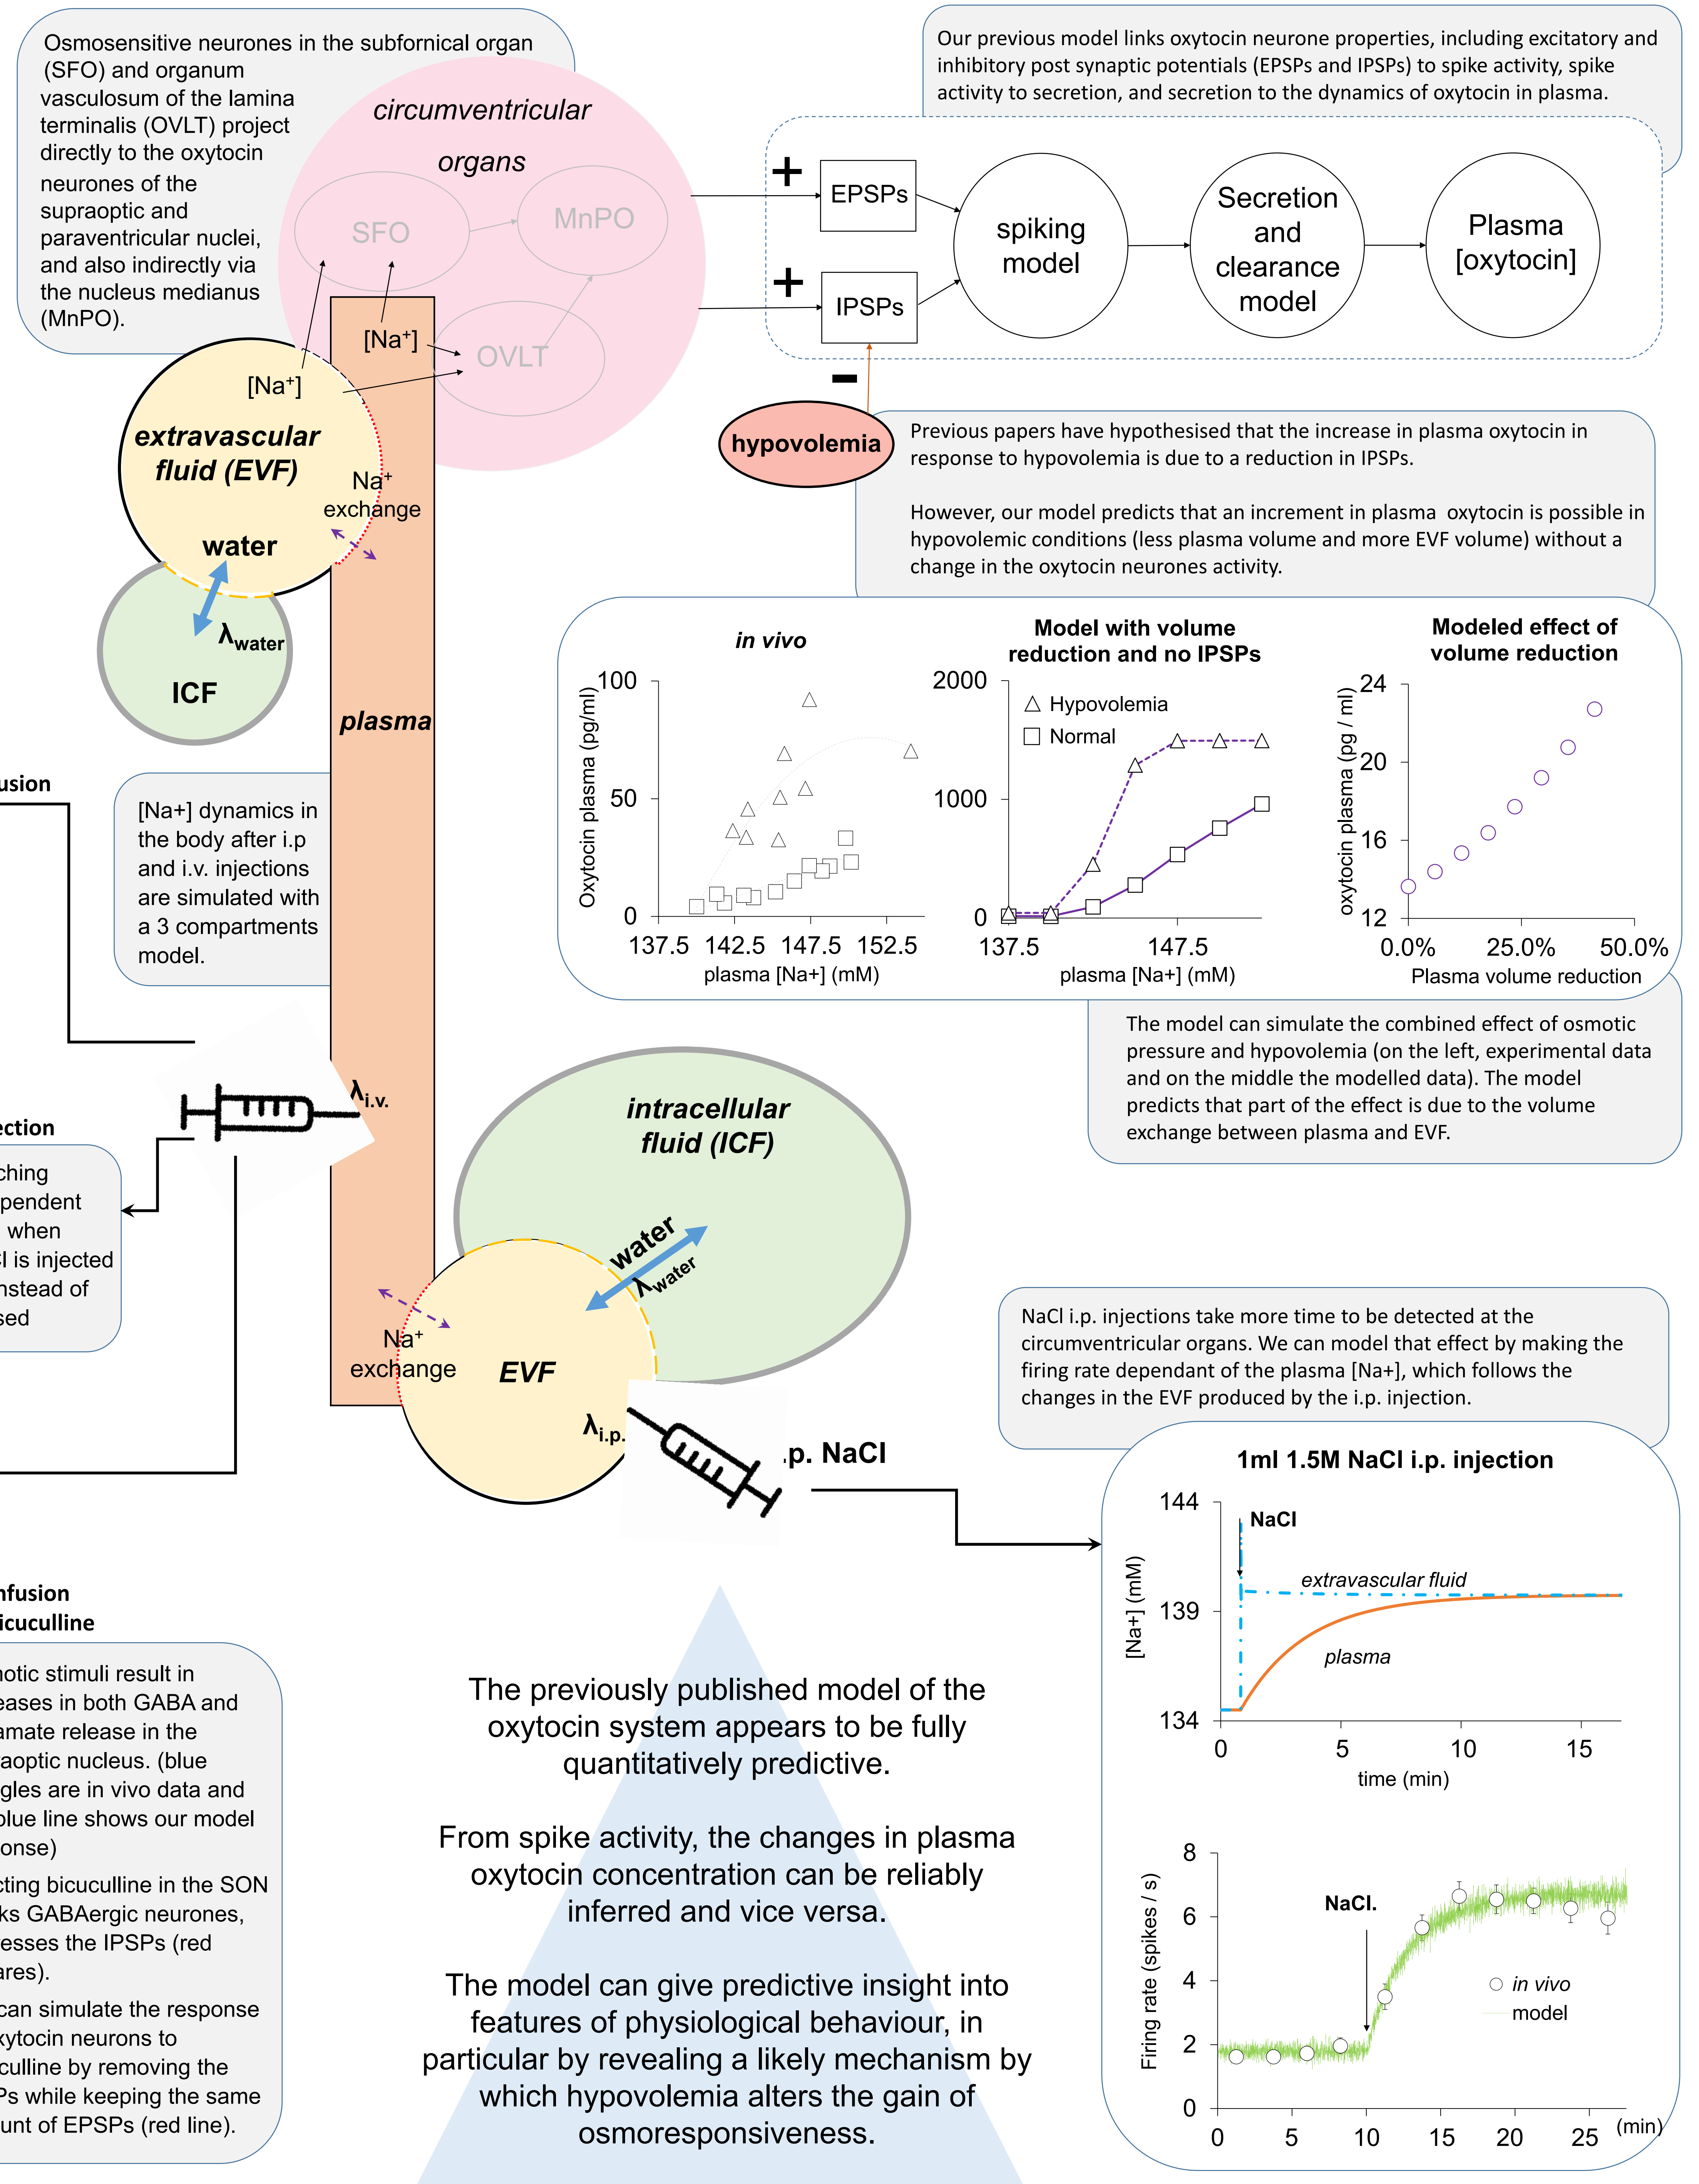 Osmosensitive neurones in the subfornical organ
(SFO) and organum
vasculosum of the lamina
terminalis (OVLT) project
directly to the oxytocin
neurones of the
supraoptic and
paraventricular nuclei,
and also indirectly via
the nucleus medianus
(MnPO).
circumventricular
organs
SFO
MnPO
OVLT
[Na+]
[Na+]
extravascular
fluid (EVF)
Na+
exchange
water
λwater
ICF
plasma
Our previous model links oxytocin neurone properties, including excitatory and
inhibitory post synaptic potentials (EPSPs and IPSPs) to spike activity, spike
activity to secretion, and secretion to the dynamics of oxytocin in plasma.
+
EPSPs
+
IPSPs
-
spiking
model
Secretion
and
clearance
model
Plasma
[oxytocin]
hypovolemia
Previous papers have hypothesised that the increase in plasma oxytocin in
response to hypovolemia is due to a reduction in IPSPs.
However, our model predicts that an increment in plasma  oxytocin is possible in
hypovolemic conditions (less plasma volume and more EVF volume) without a
change in the oxytocin neurones activity.
in vivo
Oxytocin plasma (pg/ml)
100
50
0
137.5 142.5 147.5 152.5
plasma [Na+] (mM)
Model with volume
reduction and no IPSPs
2000
1000
0
Hypovolemia
Normal
137.5 147.5
plasma [Na+] (mM)
Modeled effect of
volume reduction
oxytocin plasma (pg / ml)
24
20
16
12
0.0% 25.0% 50.0%
Plasma volume reduction
The model can simulate the combined effect of osmotic
pressure and hypovolemia (on the left, experimental data
and on the middle the modelled data). The model
predicts that part of the effect is due to the volume
exchange between plasma and EVF.
usion
[Na+] dynamics in
the body after i.p
and i.v. injections
are simulated with
a 3 compartments
model.
λi.v.
ection
ching
pendent
when
Cl is injected
nstead of
sed
intracellular
fluid (ICF)
water
λwater
Na+
exchange
EVF
λi.p.
.p. NaCl
NaCl i.p. injections take more time to be detected at the
circumventricular organs. We can model that effect by making the
firing rate dependant of the plasma [Na+], which follows the
changes in the EVF produced by the i.p. injection.
1ml 1.5M NaCl i.p. injection
[Na+] (mM)
144
139
134
NaCl
extravascular fluid
plasma
0 5 10 15
time (min)
Firing rate (spikes / s)
8
6
4
2
0
NaCl.
in vivo
model
0 5 10 15 20 25 (min)
nfusion
icuculline
notic stimuli result in
eases in both GABA and
amate release in the
raoptic nucleus. (blue
ngles are in vivo data and
blue line shows our model
onse)
cting bicuculline in the SON
ks GABAergic neurones,
resses the IPSPs (red
ares).
can simulate the response
xytocin neurons to
culline by removing the
Ps while keeping the same
unt of EPSPs (red line).
The previously published model of the
oxytocin system appears to be fully
quantitatively predictive.
From spike activity, the changes in plasma
oxytocin concentration can be reliably
inferred and vice versa.
The model can give predictive insight into
features of physiological behaviour, in
particular by revealing a likely mechanism by
which hypovolemia alters the gain of
osmoresponsiveness.